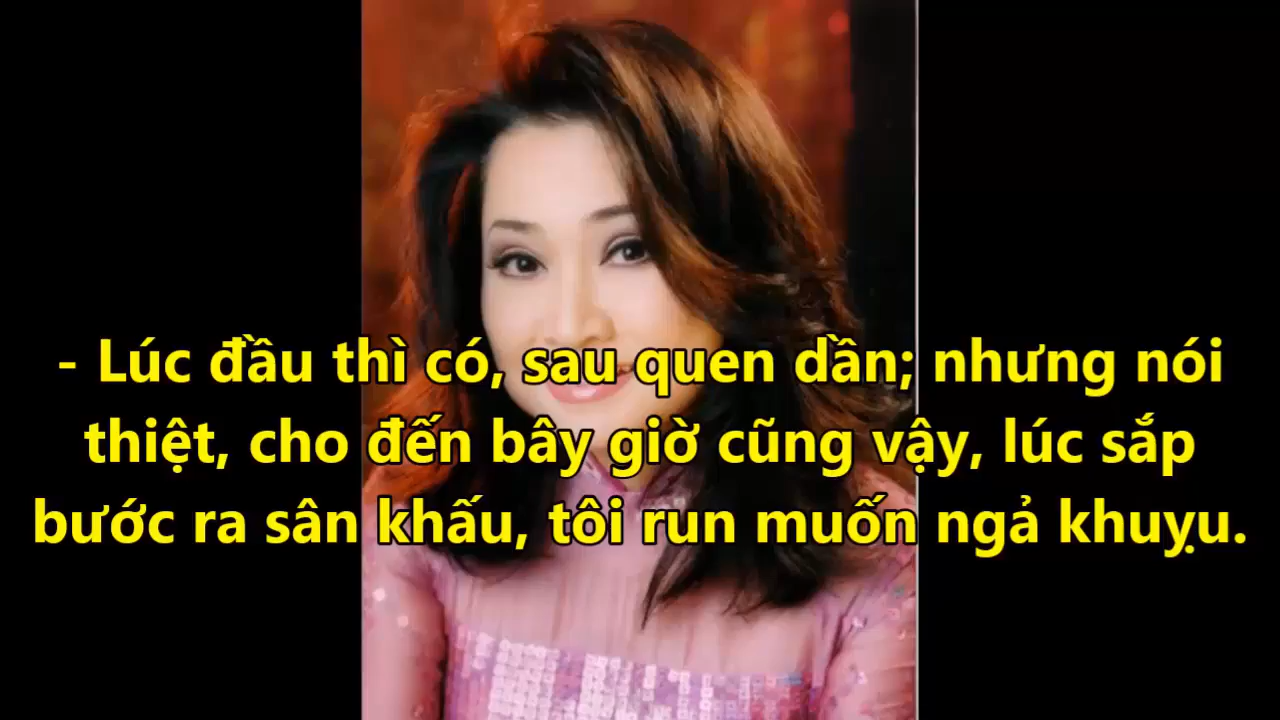 - Lúc đầu thì có, sau quen dần; nhưng nói
thiệt, cho đến bây giờ cũng vậy, lúc sắp
bước ra sân khấu, tôi run muốn ngả khuỵu.